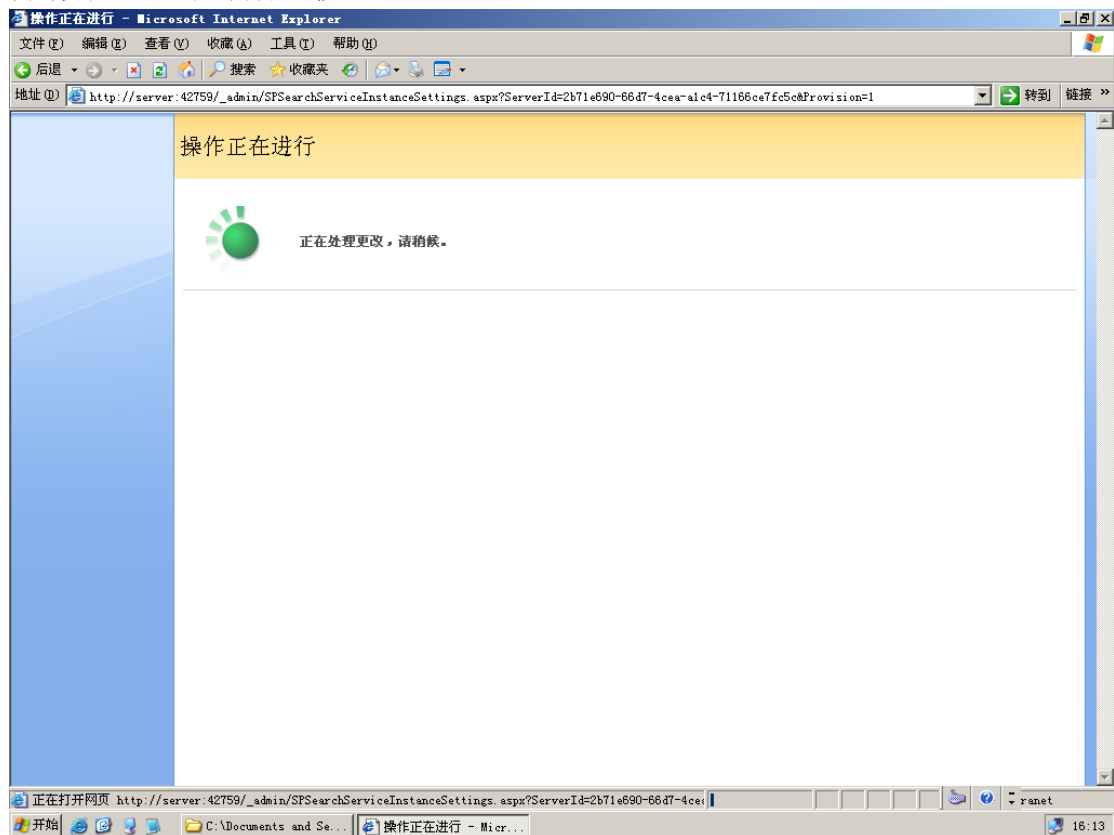 操作正在进行 - Microsoft Internet Explorer
文件(F) 编辑(E) 查看(V) 收藏(A) 工具(T) 帮助(H)
后退 搜索 收藏夹
地址(D) http://server:42759/_admin/SPSearchServiceInstanceSettings.aspx?ServerId=2b71e690-66d7-4cea-a1c4-71166ce7fc5c&Provision=1 转到 链接 »
操作正在进行
正在处理更改，请稍候。
正在打开网页 http://server:42759/_admin/SPSearchServiceInstanceSettings.aspx?ServerId=2b71e690-66d7-4ce ranet
开始 C:\Documents and Se... 操作正在进行 - Micr... 16:13